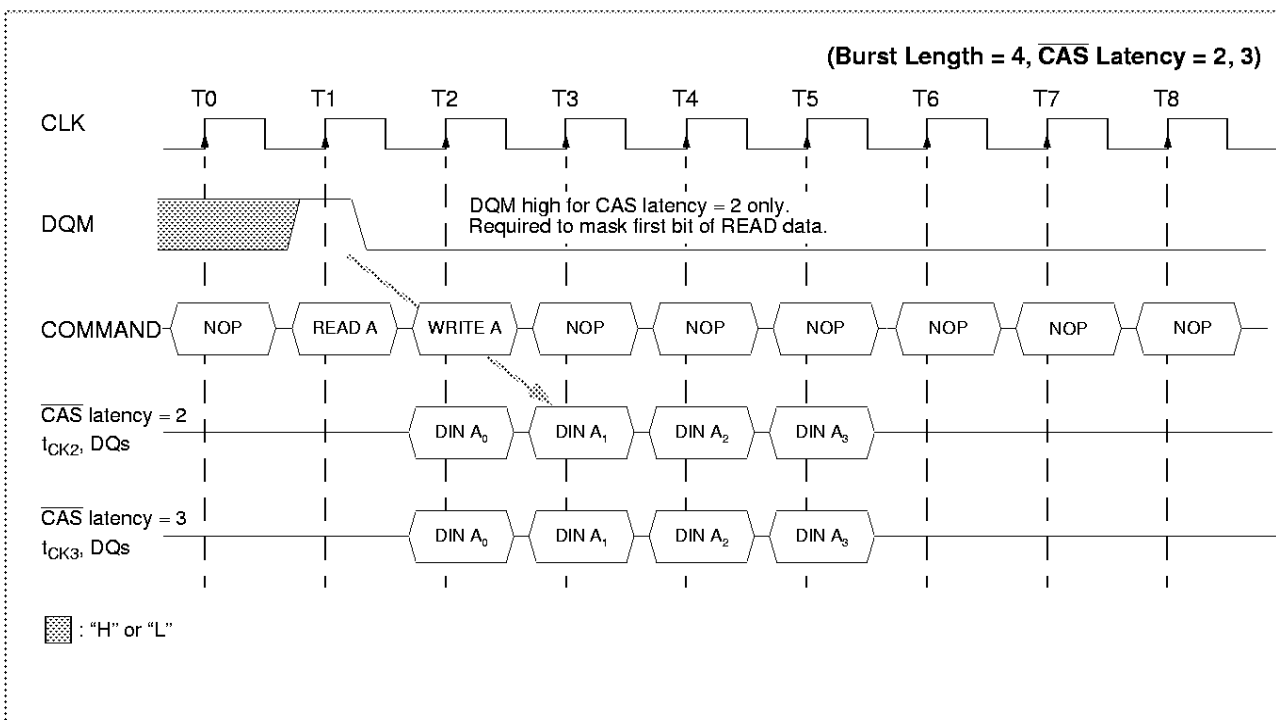 (Burst Length = 4, CAS Latency = 2, 3)
T0 T1 T2 T3 T4 T5 T6 T7 T8
CLK
DQM
DQM high for CAS latency = 2 only.
Required to mask first bit of READ data.
COMMAND NOP READ A WRITE A NOP NOP NOP NOP NOP NOP
CAS latency = 2
tCK2, DQs
DIN A0 DIN A1 DIN A2 DIN A3
CAS latency = 3
tCK3, DQs
DIN A0 DIN A1 DIN A2 DIN A3
: “H” or “L”